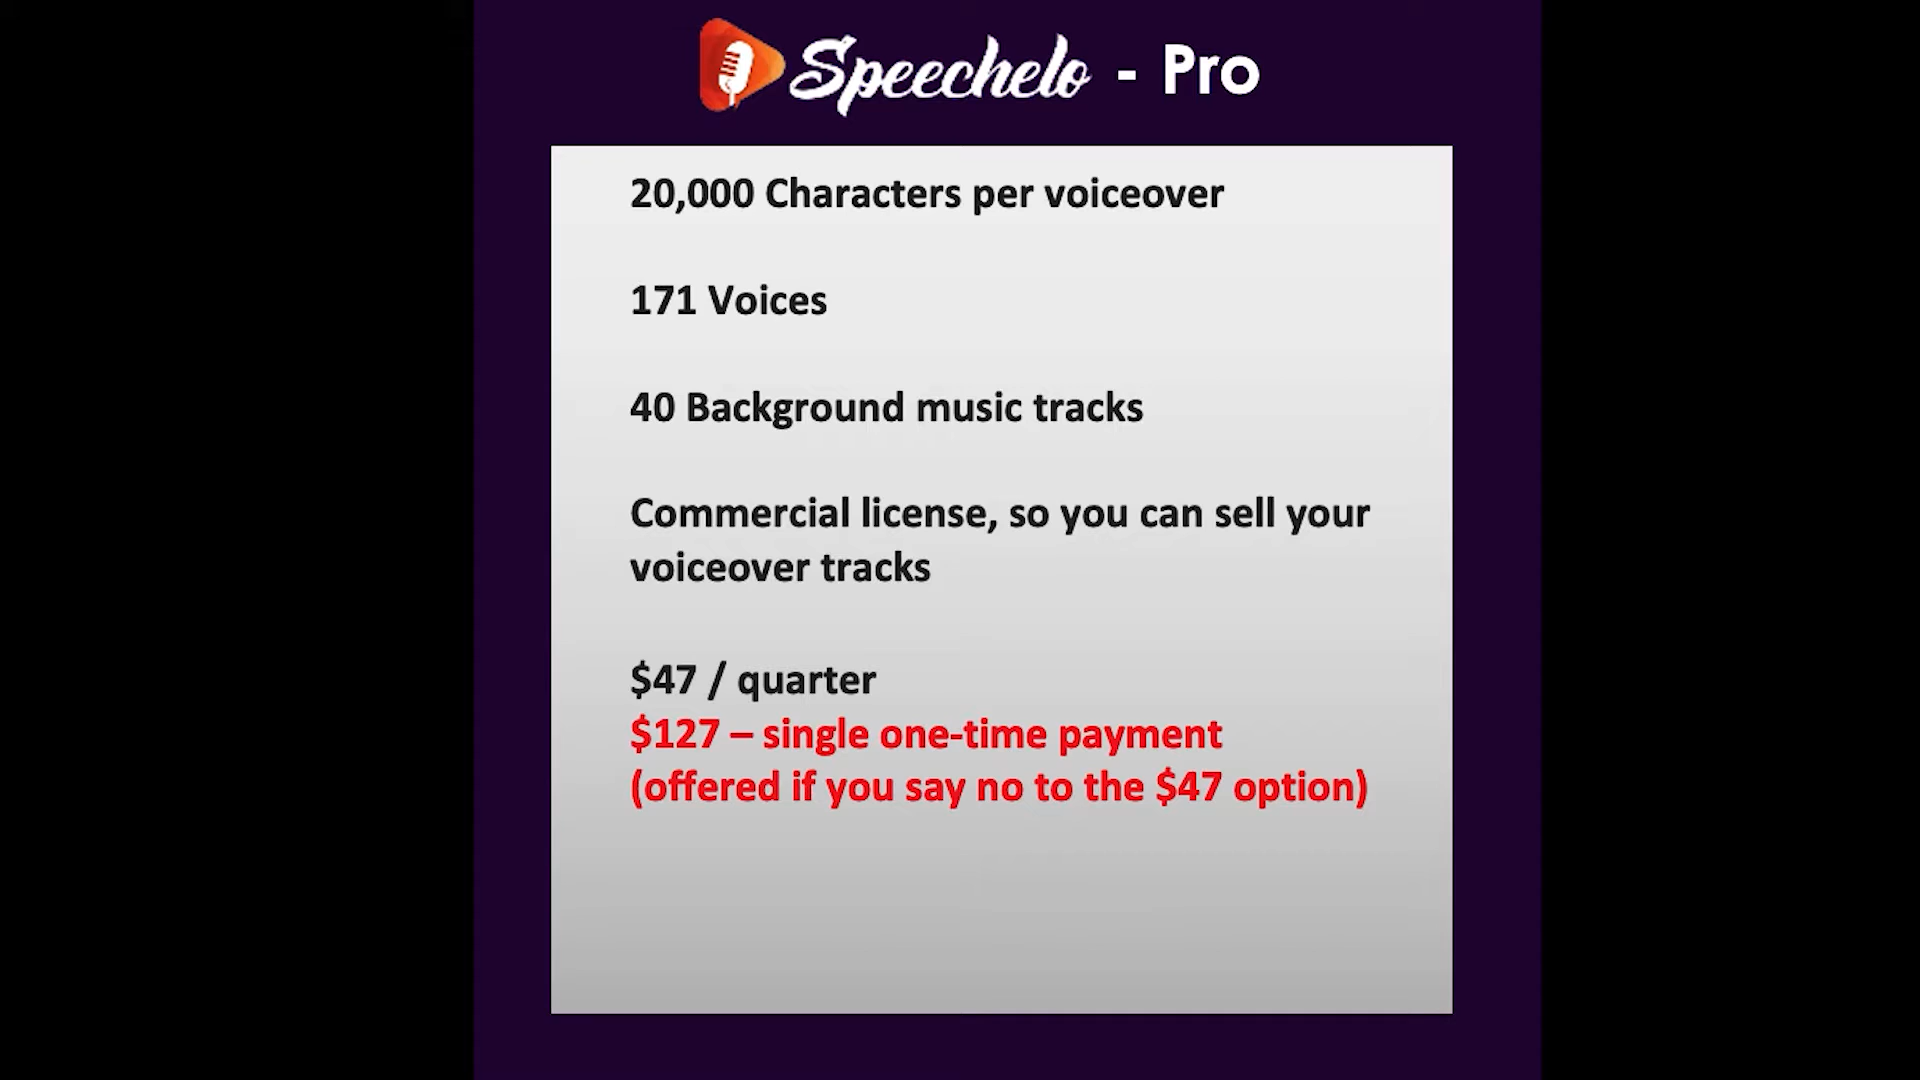 Speechelo - Pro
20,000 Characters per voiceover
171 Voices
40 Background music tracks
Commercial license, so you can sell your
voiceover tracks
$47 / quarter
$127 – single one-time payment
(offered if you say no to the $47 option)